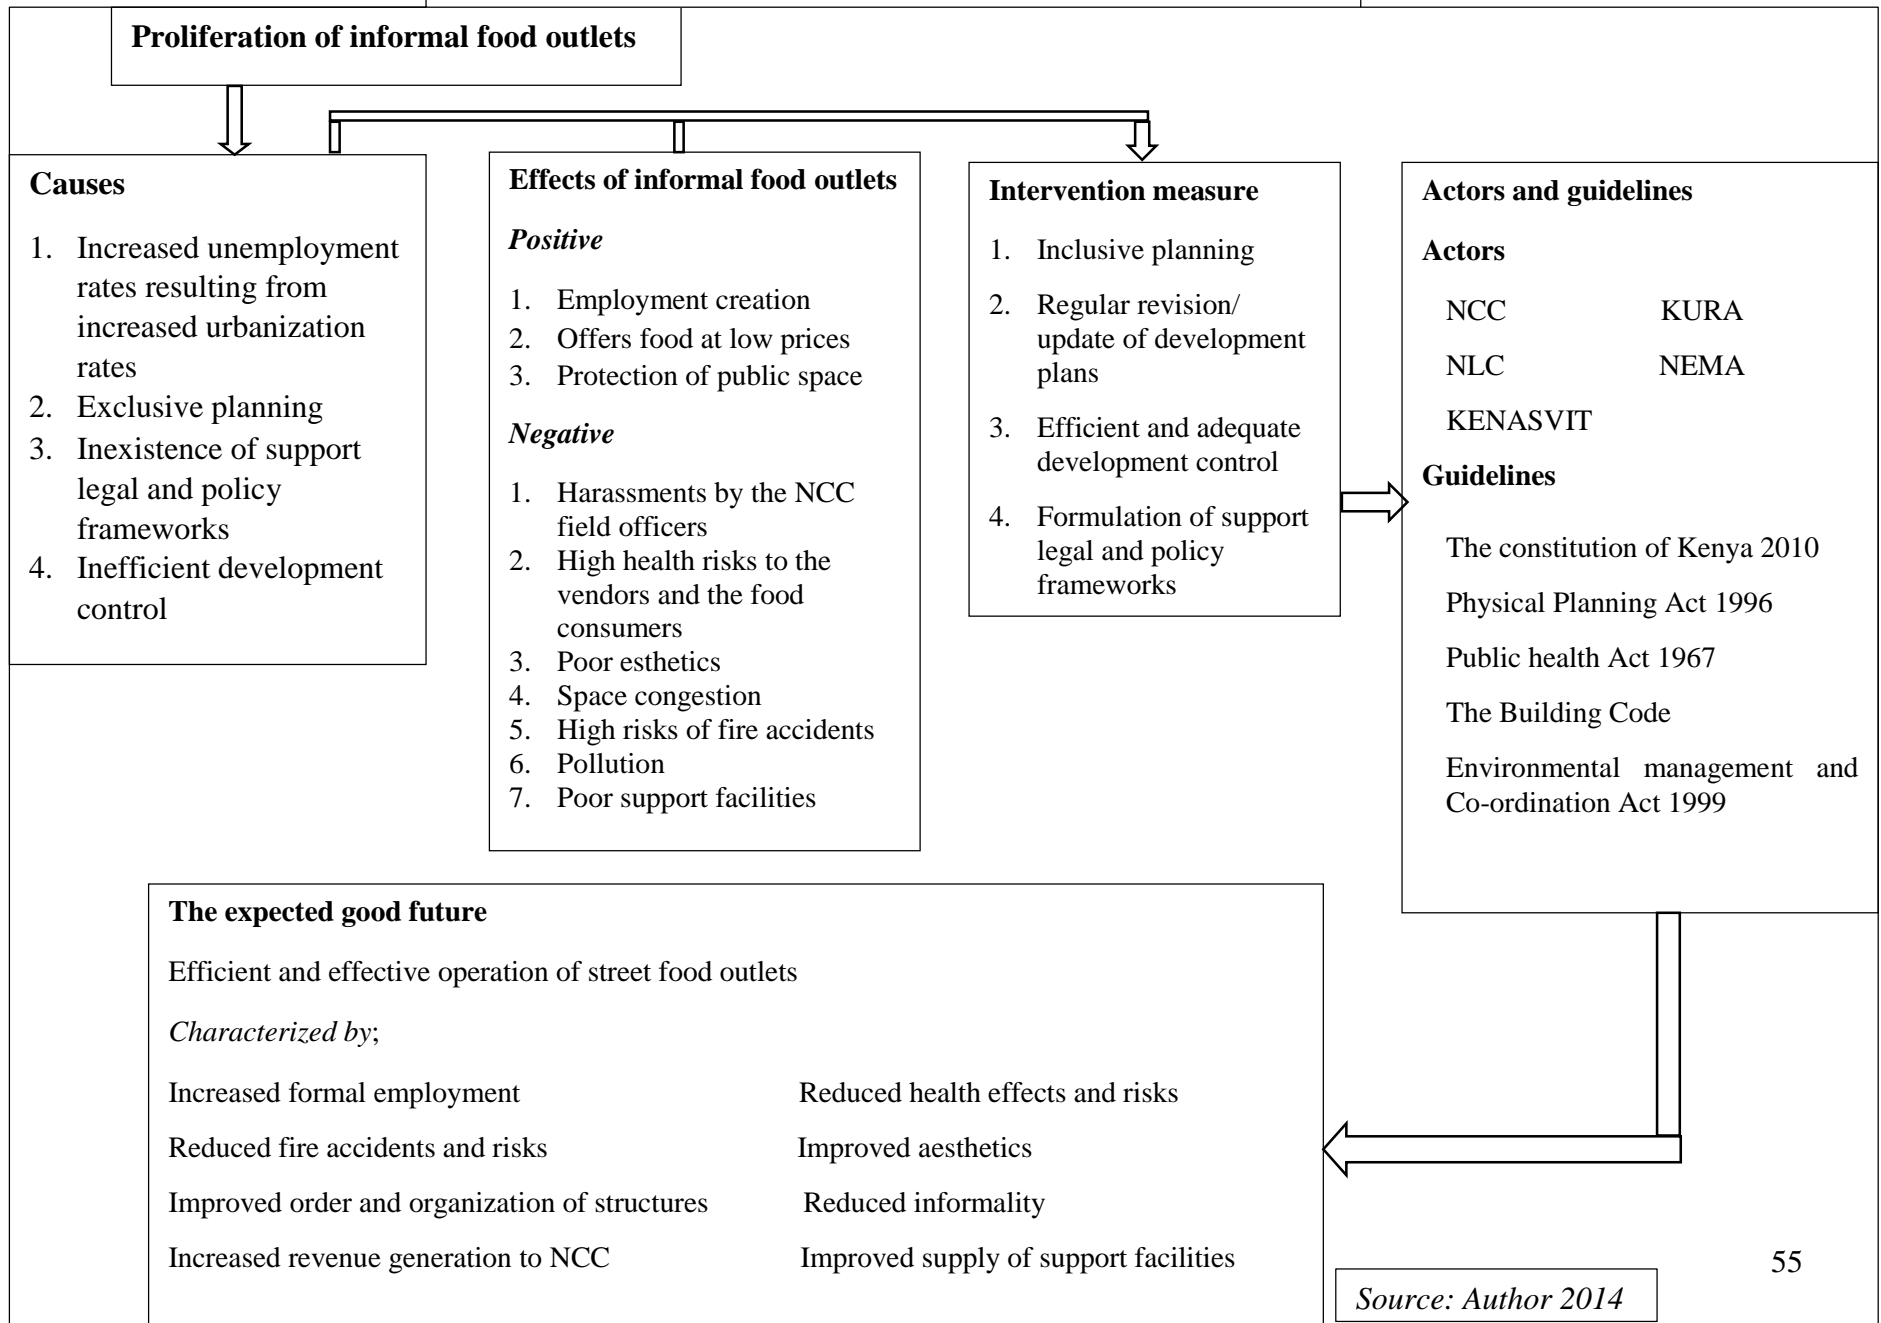 Proliferation of informal food outlets
Causes
1. Increased unemployment
rates resulting from
increased urbanization
rates
2. Exclusive planning
3. Inexistence of support
legal and policy
frameworks
4. Inefficient development
control
Effects of informal food outlets
Positive
1. Employment creation
2. Offers food at low prices
3. Protection of public space
Negative
1. Harassments by the NCC
field officers
2. High health risks to the
vendors and the food
consumers
3. Poor esthetics
4. Space congestion
5. High risks of fire accidents
6. Pollution
7. Poor support facilities
Intervention measure
1. Inclusive planning
2. Regular revision/
update of development
plans
3. Efficient and adequate
development control
4. Formulation of support
legal and policy
frameworks
Actors and guidelines
Actors
NCC KURA
NLC NEMA
KENASVIT
Guidelines
The constitution of Kenya 2010
Physical Planning Act 1996
Public health Act 1967
The Building Code
Environmental management and
Co-ordination Act 1999
The expected good future
Efficient and effective operation of street food outlets
Characterized by;
Increased formal employment Reduced health effects and risks
Reduced fire accidents and risks Improved aesthetics
Improved order and organization of structures Reduced informality
Increased revenue generation to NCC Improved supply of support facilities
55
Source: Author 2014